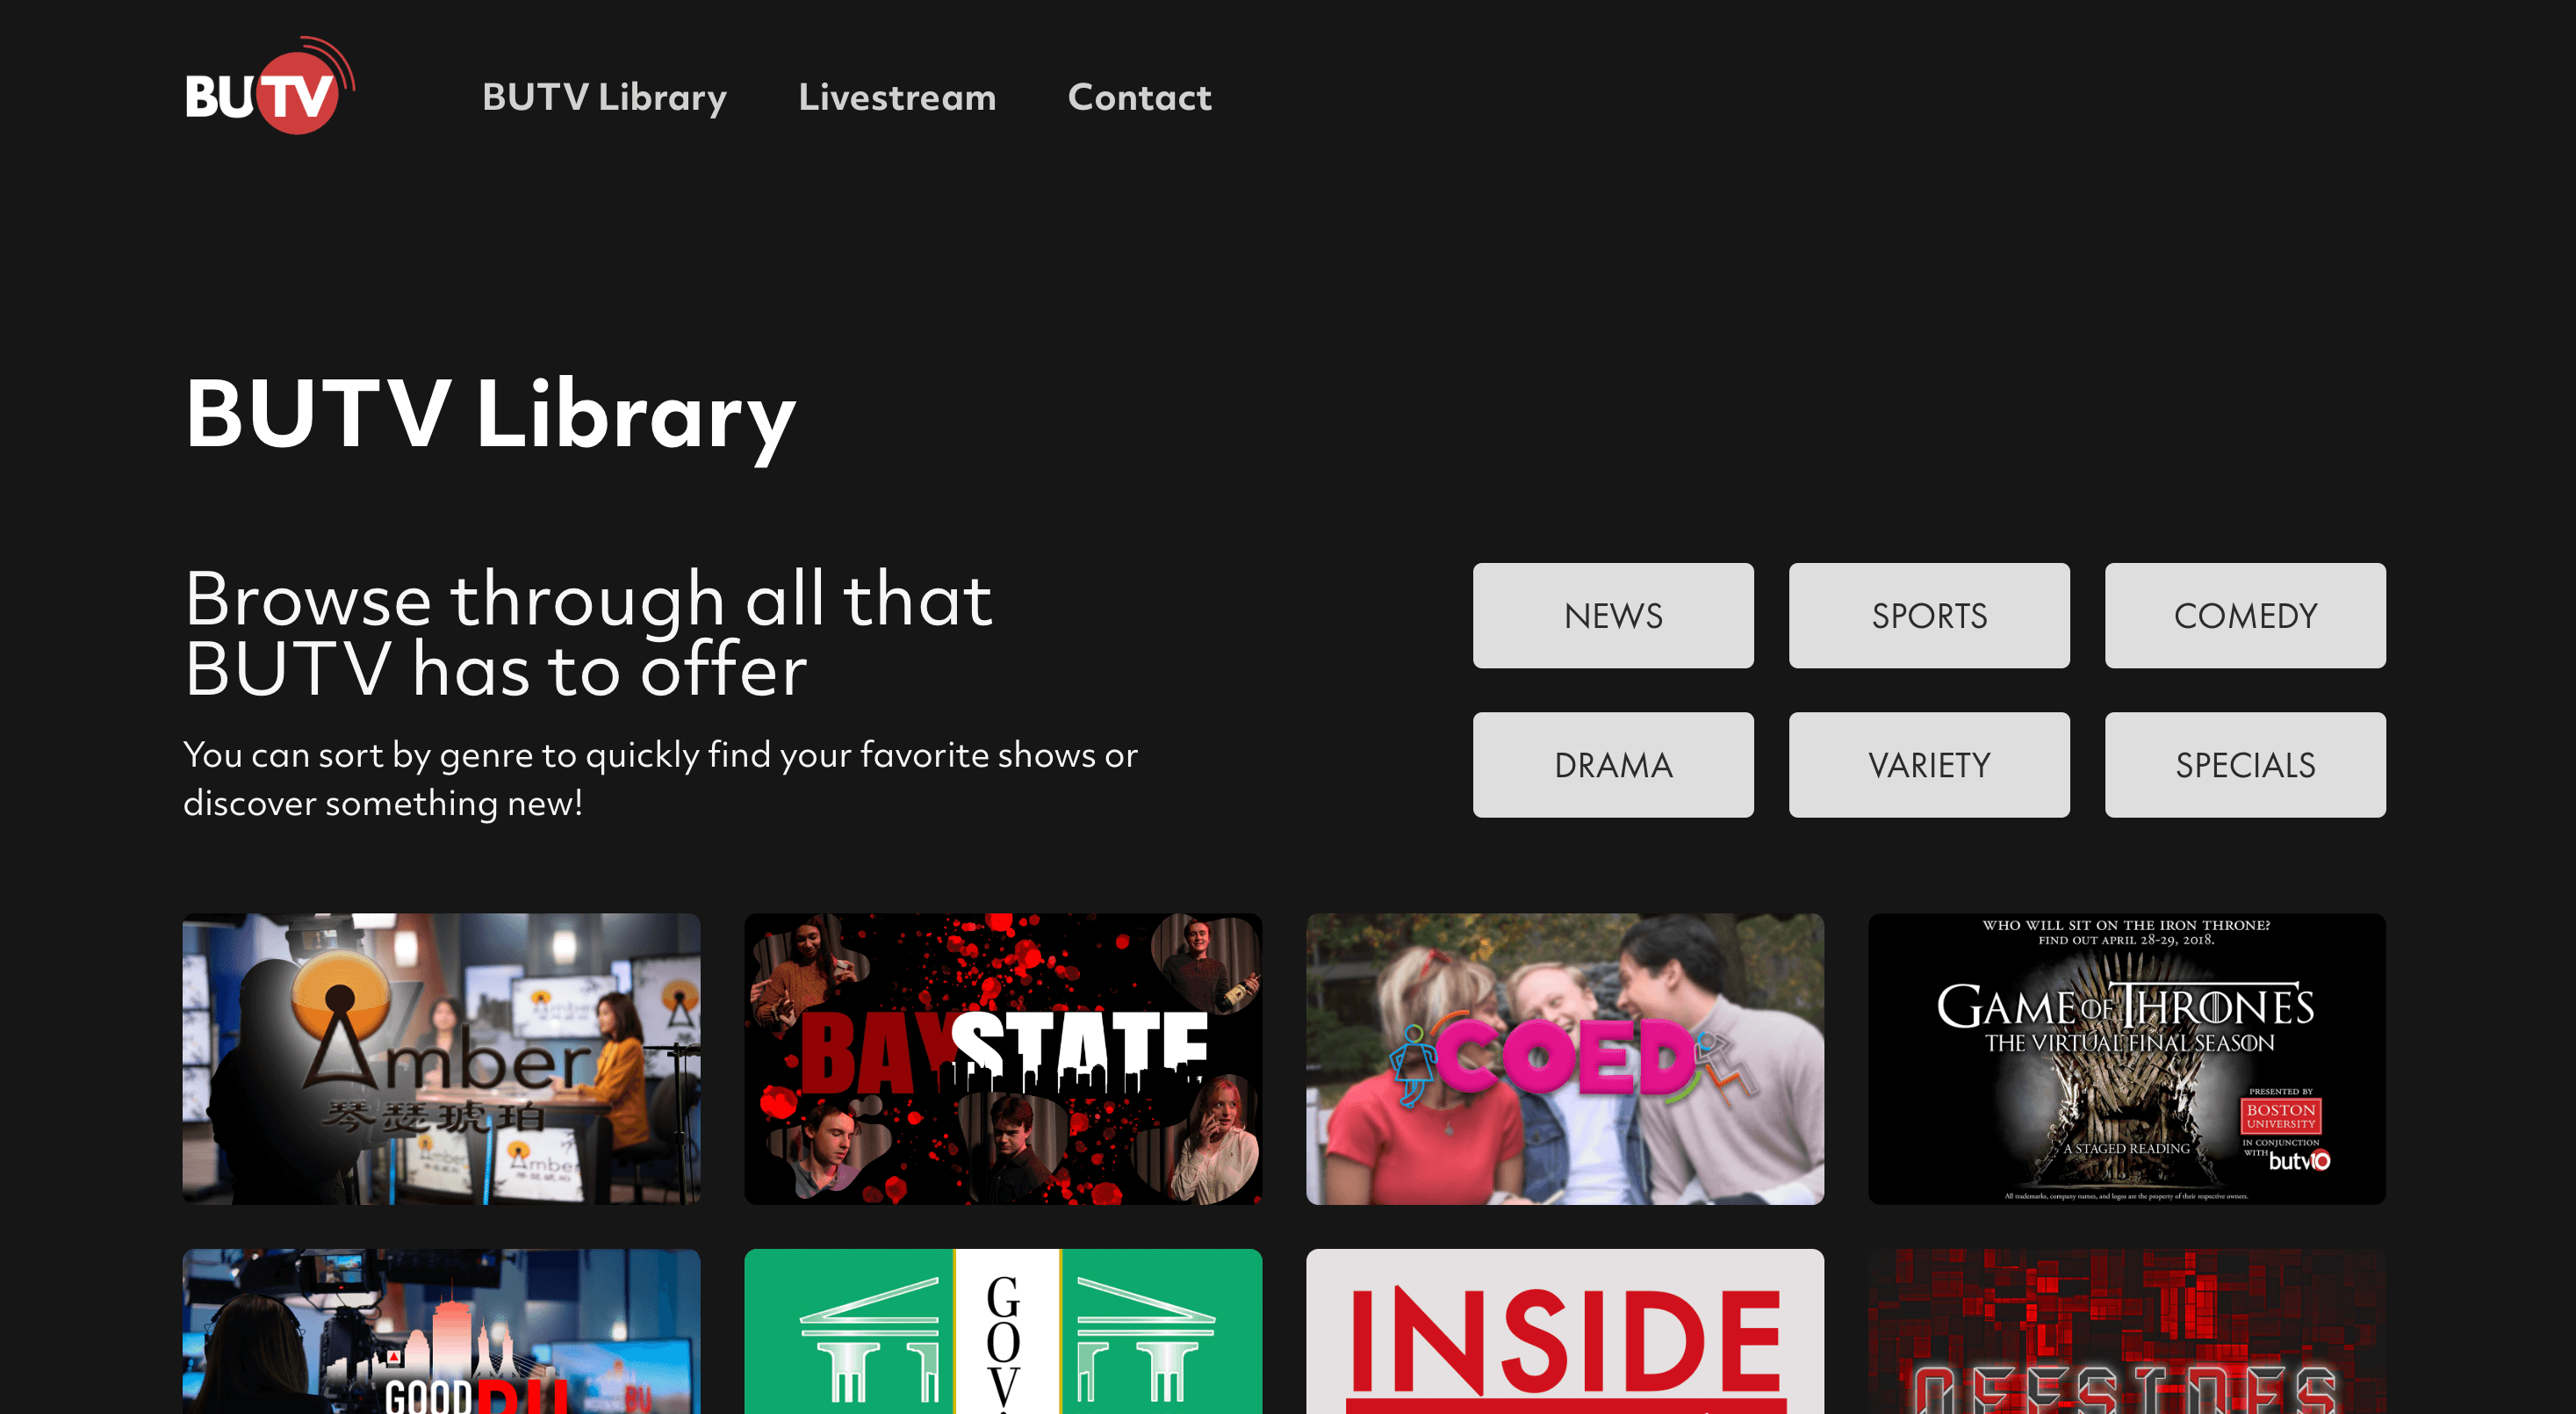 BUTV
BUTV Library
Livestream
Contact
BUTV Library
Browse through all that
BUTV has to offer
You can sort by genre to quickly find your favorite shows or
discover something new!
NEWS
SPORTS
COMEDY
DRAMA
VARIETY
SPECIALS
Amber
琴瑟琥珀
Amber
Amber
BAY STATE
COED
WHO WILL SIT ON THE IRON THRONE?
FIND OUT APRIL 28-29, 2018.
GAME OF THRONES
THE VIRTUAL FINAL SEASON
PRESENTED BY
BOSTON
UNIVERSITY
IN CONJUNCTION
WITH butv10
A STAGED READING
All trademarks, company names, and logos are the property of their respective owners.
GOOD BU
GOV
INSIDE
OFFSIDES